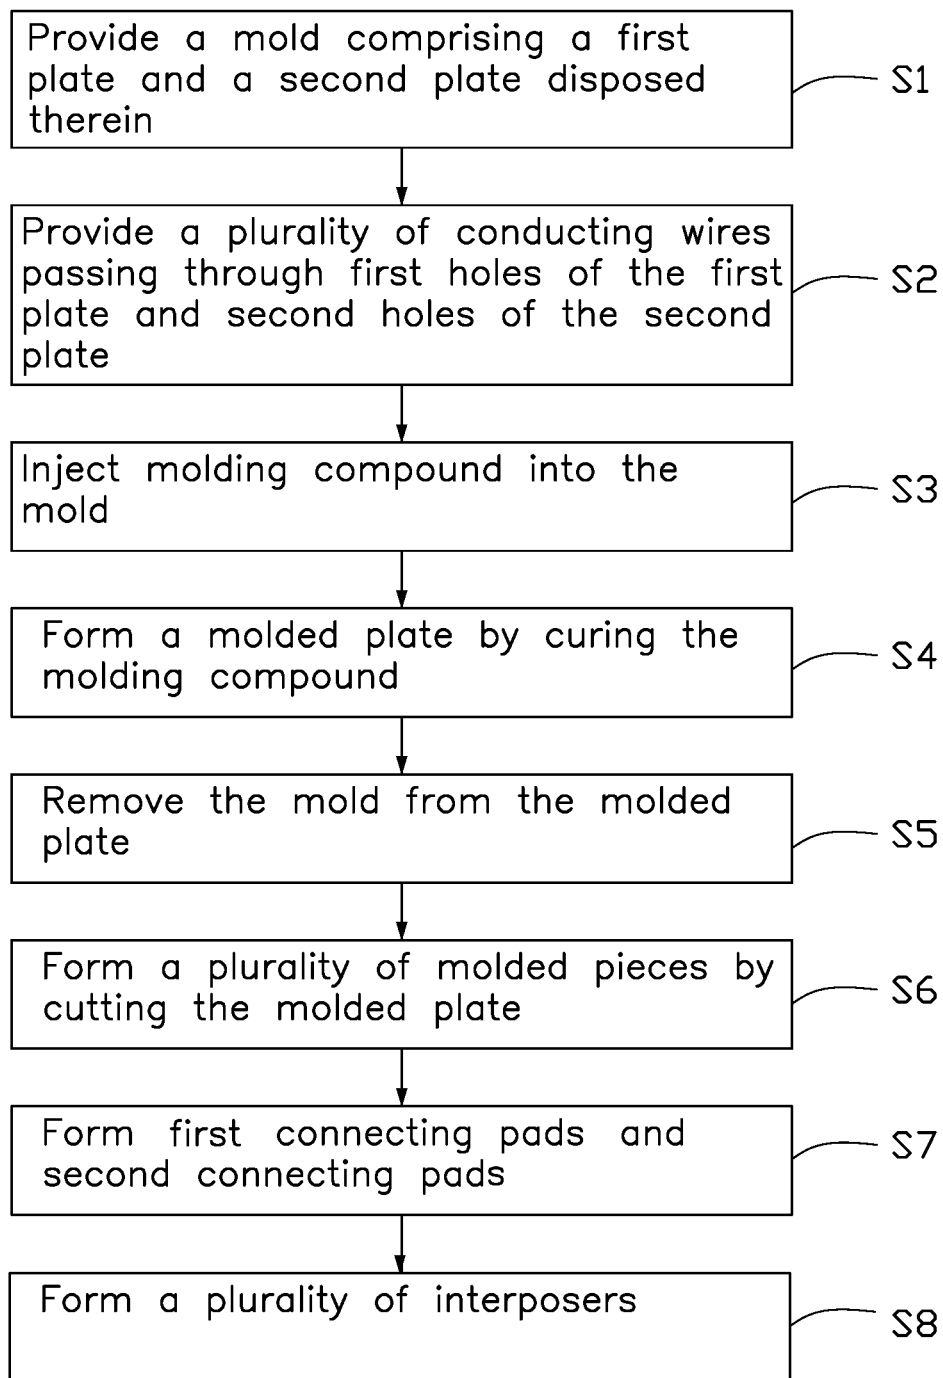 Provide a mold comprising a first
plate and a second plate disposed
therein
S1
Provide a plurality of conducting wires
passing through first holes of the first
plate and second holes of the second
plate
S2
Inject molding compound into the
mold
S3
Form a molded plate by curing the
molding compound
S4
Remove the mold from the molded
plate
S5
Form a plurality of molded pieces by
cutting the molded plate
S6
Form first connecting pads and
second connecting pads
S7
Form a plurality of interposers
S8